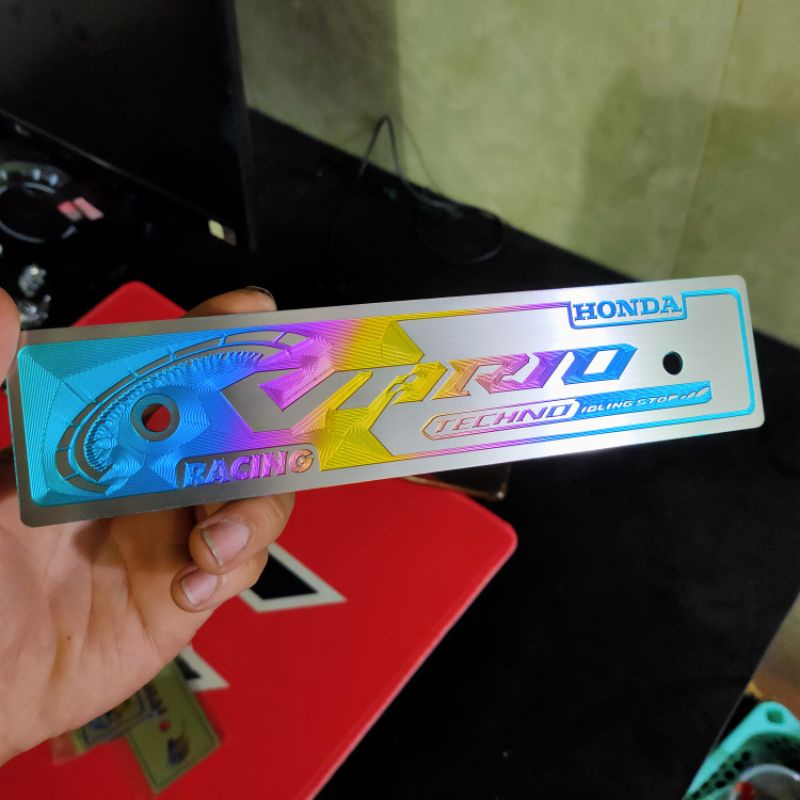 HONDA
VARIO
TECHNO IDLING STOP
RACING